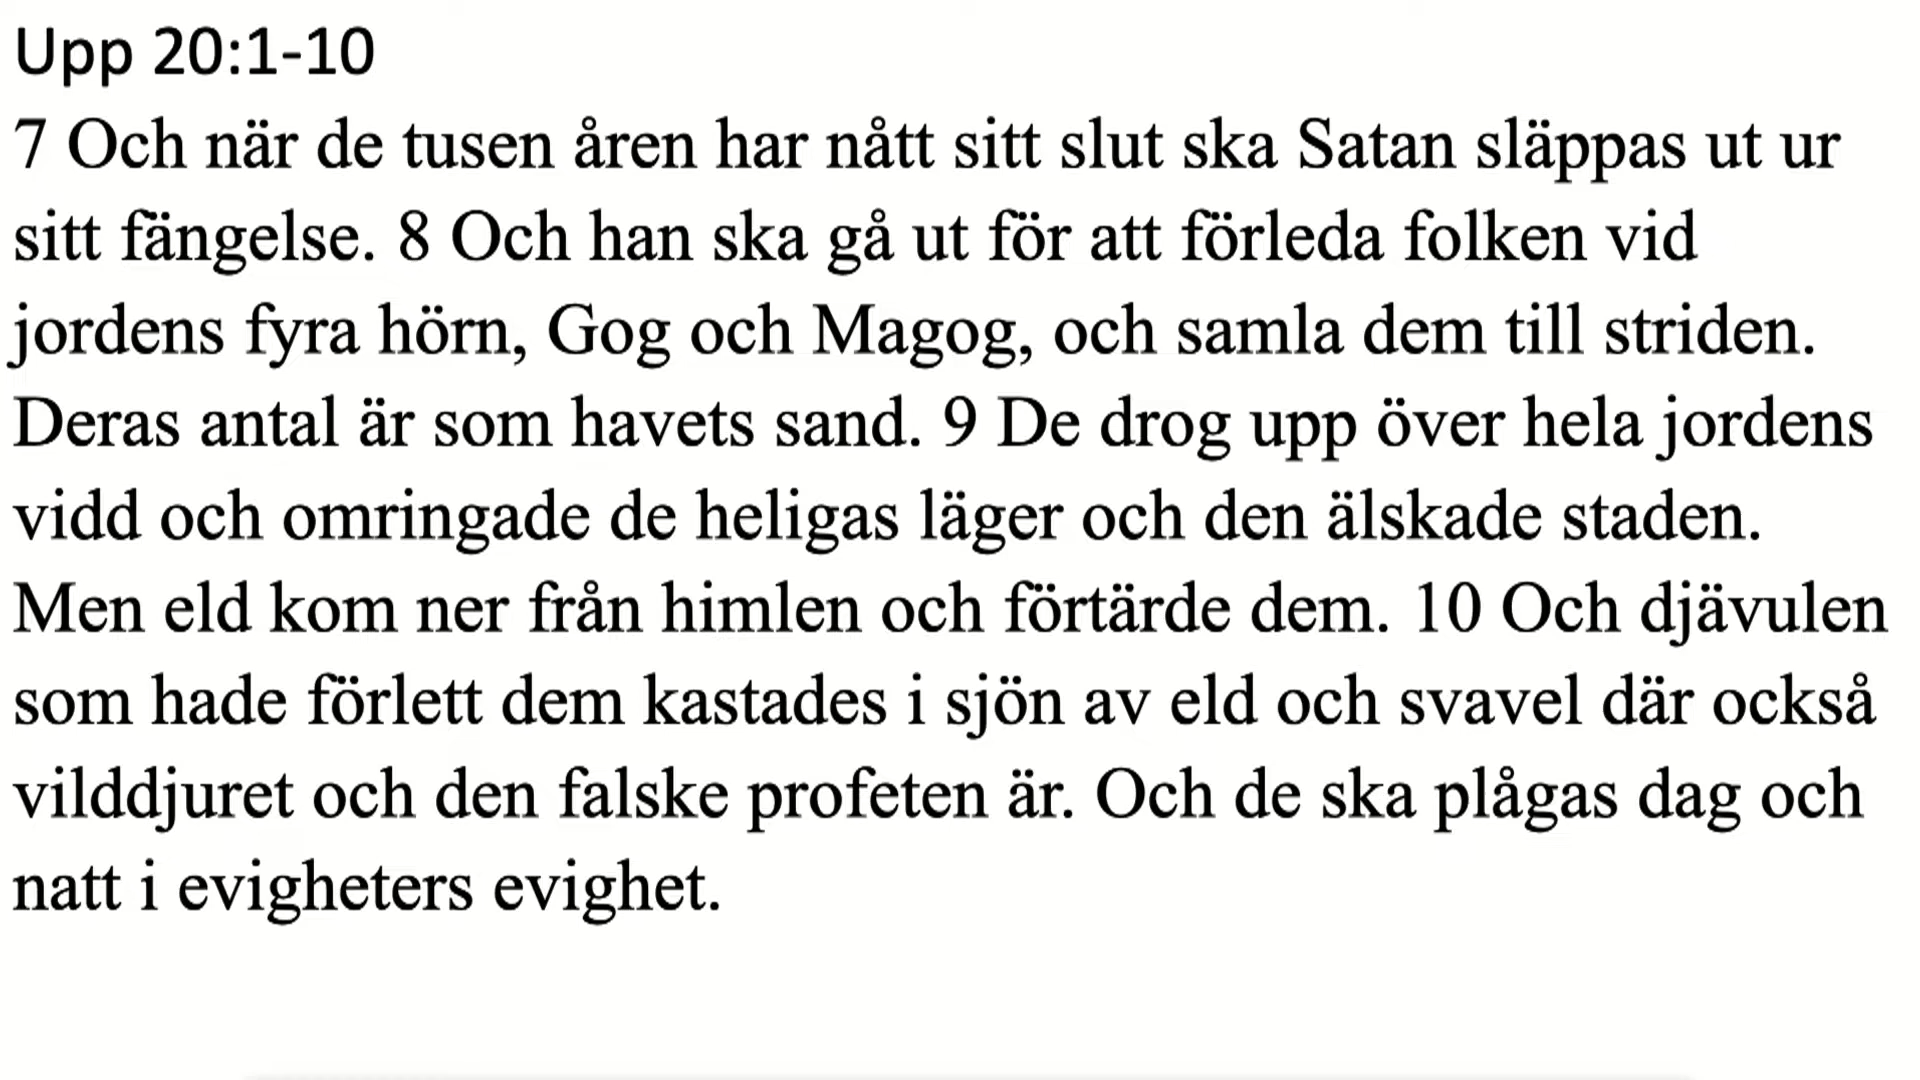 Upp 20:1-10
7 Och när de tusen åren har nått sitt slut ska Satan släppas ut ur
sitt fängelse. 8 Och han ska gå ut för att förleda folken vid
jordens fyra hörn, Gog och Magog, och samla dem till striden.
Deras antal är som havets sand. 9 De drog upp över hela jordens
vidd och omringade de heligas läger och den älskade staden.
Men eld kom ner från himlen och förtärde dem. 10 Och djävulen
som hade förlett dem kastades i sjön av eld och svavel där också
vilddjuret och den falske profeten är. Och de ska plågas dag och
natt i evigheters evighet.